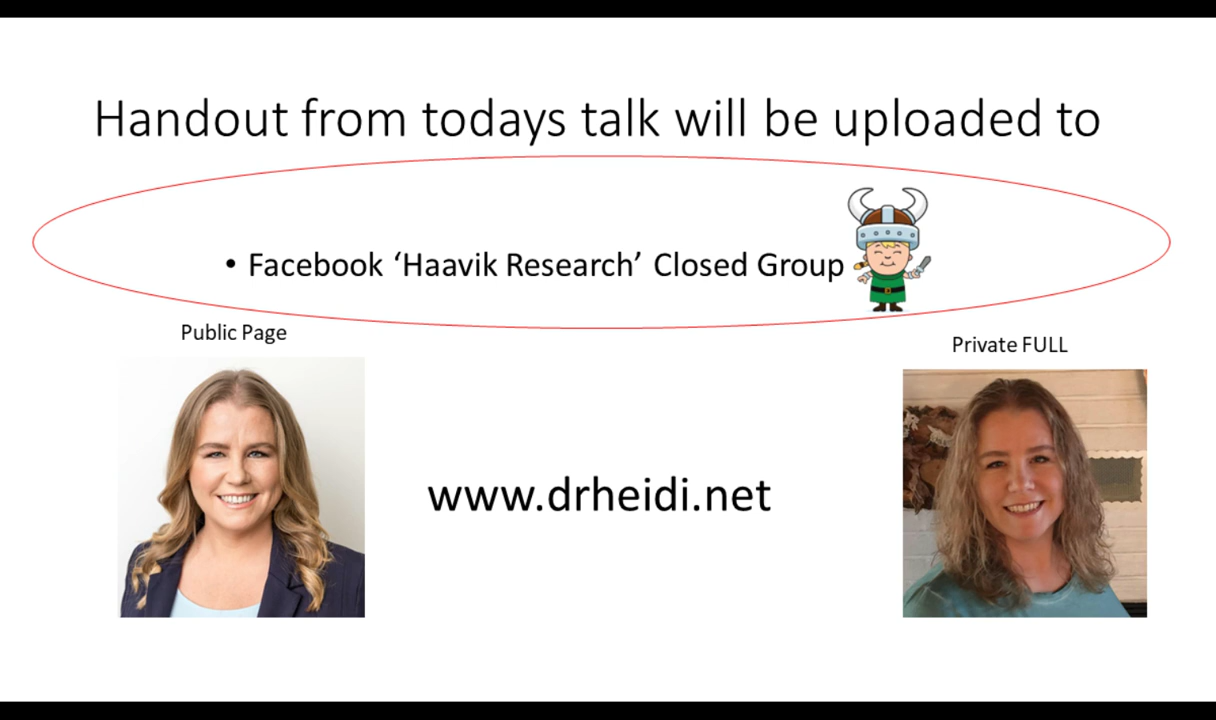 Handout from todays talk will be uploaded to
• Facebook ‘Haavik Research’ Closed Group
Public Page
Private FULL
www.drheidi.net